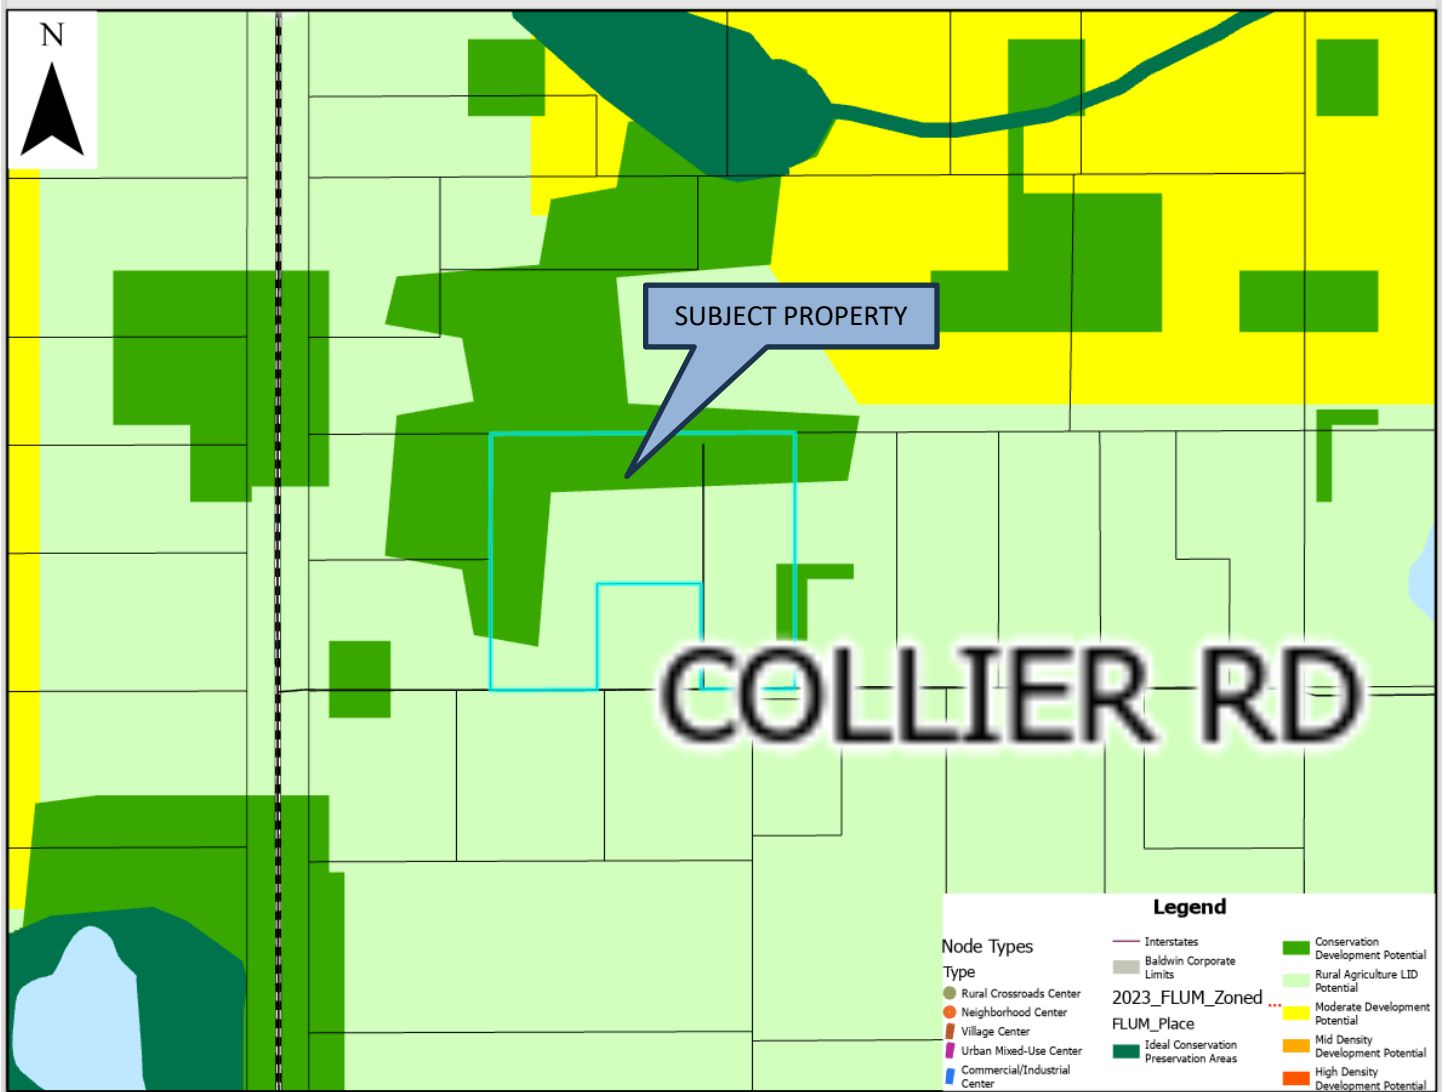 N
SUBJECT PROPERTY
COLLIER RD
Legend
Node Types
Type
Rural Crossroads Center
Neighborhood Center
Village Center
Urban Mixed-Use Center
Commercial/Industrial
Center
Interstates
Baldwin Corporate
Limits
2023_FLUM_Zoned ...
FLUM_Place
Ideal Conservation
Preservation Areas
Conservation
Development Potential
Rural Agriculture LID
Potential
Moderate Development
Potential
Mid Density
Development Potential
High Density
Development Potential